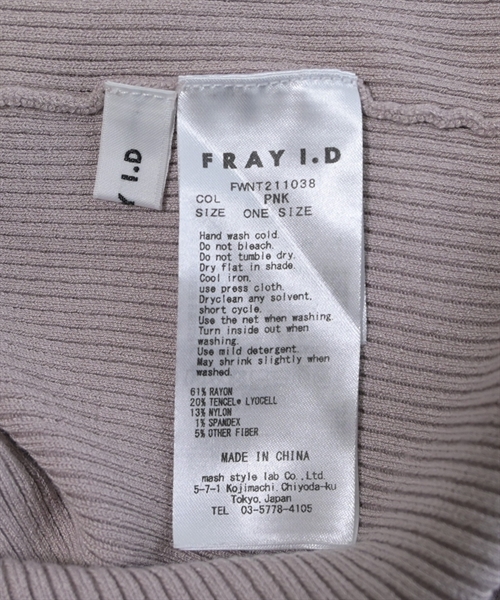 FRAY I.D
FWNT211038
COL PNK
SIZE ONE SIZE
Hand wash cold.
Do not bleach.
Do not tumble dry.
Dry flat in shade.
Cool iron,
use press cloth.
Dryclean any solvent,
short cycle.
Use the net when washing.
Turn inside out when
washing.
Use mild detergent.
May shrink slightly when
washed.
61% RAYON
20% TENCEL® LYOCELL
13% NYLON
1% SPANDEX
5% OTHER FIBER
MADE IN CHINA
mash style lab Co.,Ltd.
5-7-1 Kojimachi,Chiyoda-ku
Tokyo,Japan
TEL 03-5778-4105
Y I.D